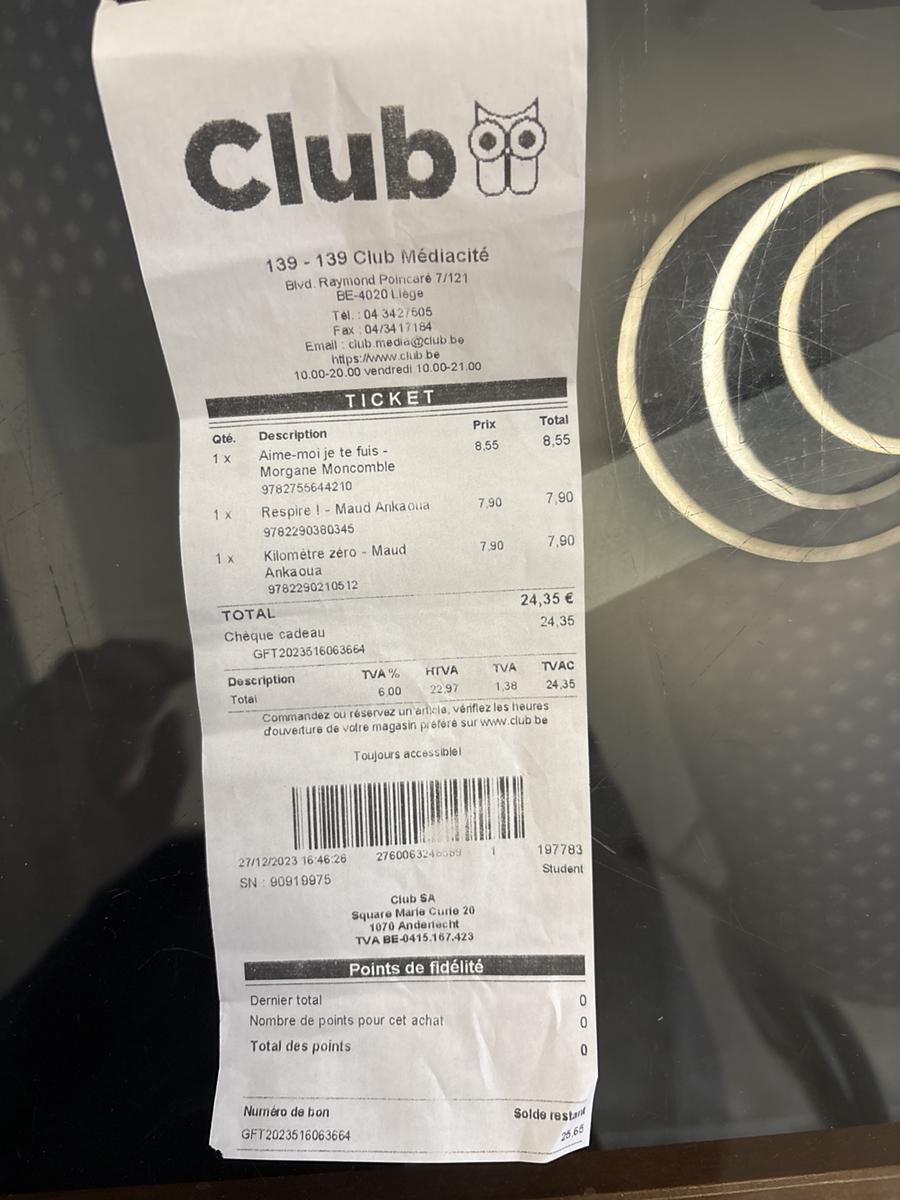 Club
139 - 139 Club Médiacité
Blvd. Raymond Poincaré 7/121
BE-4020 Liège
Tél. : 04 3427605
Fax : 04/3417184
Email : club.media@club.be
https://www.club.be
10.00-20.00 vendredi 10.00-21.00
TICKET
Qté. Description Prix Total
1 x Aime-moi je te fuis - 8,55 8,55
Morgane Moncomble
9782755644210
1 x Respire ! - Maud Ankaoua 7,90 7,90
9782290380345
1 x Kilomètre zéro - Maud 7,90 7,90
Ankaoua
9782290210512
TOTAL 24,35 €
Chèque cadeau 24,35
GFT2023516063664
Description TVA % HTVA TVA TVAC
Total 6,00 22,97 1,38 24,35
Commandez ou réservez un article, vérifiez les heures
d'ouverture de votre magasin préféré sur www.club.be
Toujours accessible!
27/12/2023 16:46:26 1 197783
SN : 90919975 Student
Club SA
Square Marie Curie 20
1070 Anderlecht
TVA BE-0415.167.423
Points de fidélité
Dernier total 0
Nombre de points pour cet achat 0
Total des points 0
Numéro de bon Solde restant
GFT2023516063664 25,65